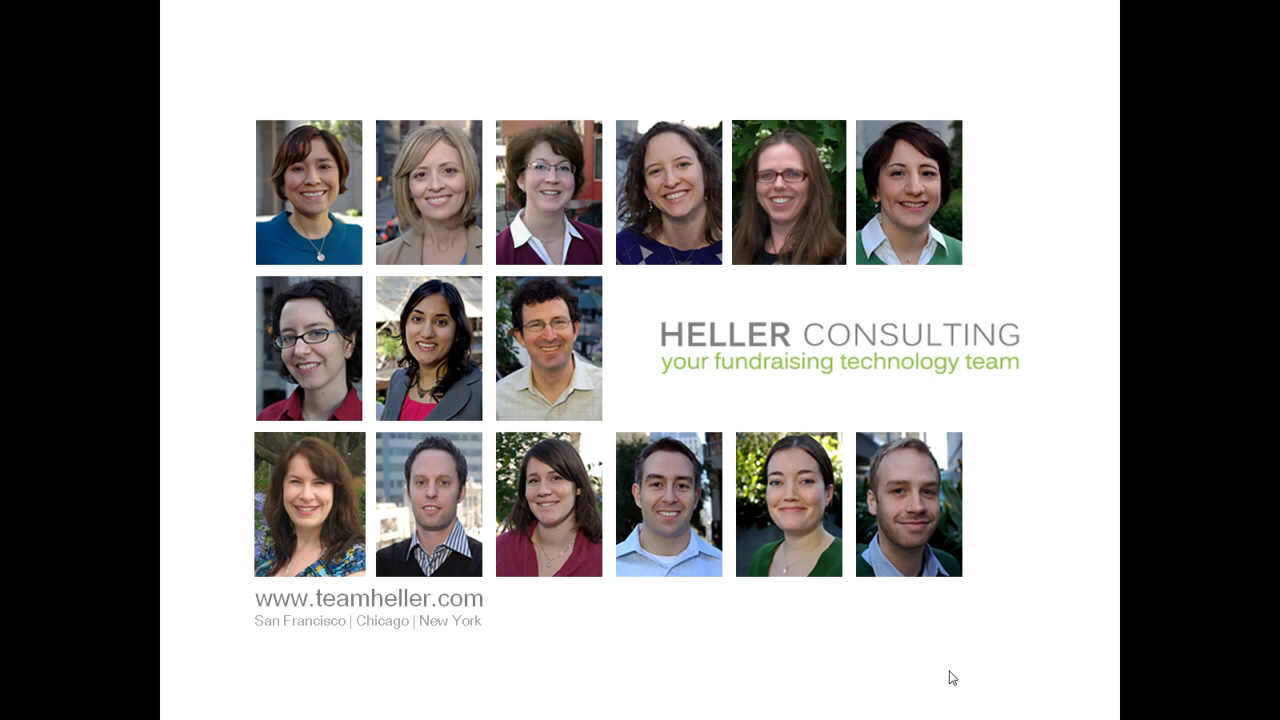 HELLER CONSULTING
your fundraising technology team
www.teamheller.com
San Francisco | Chicago | New York